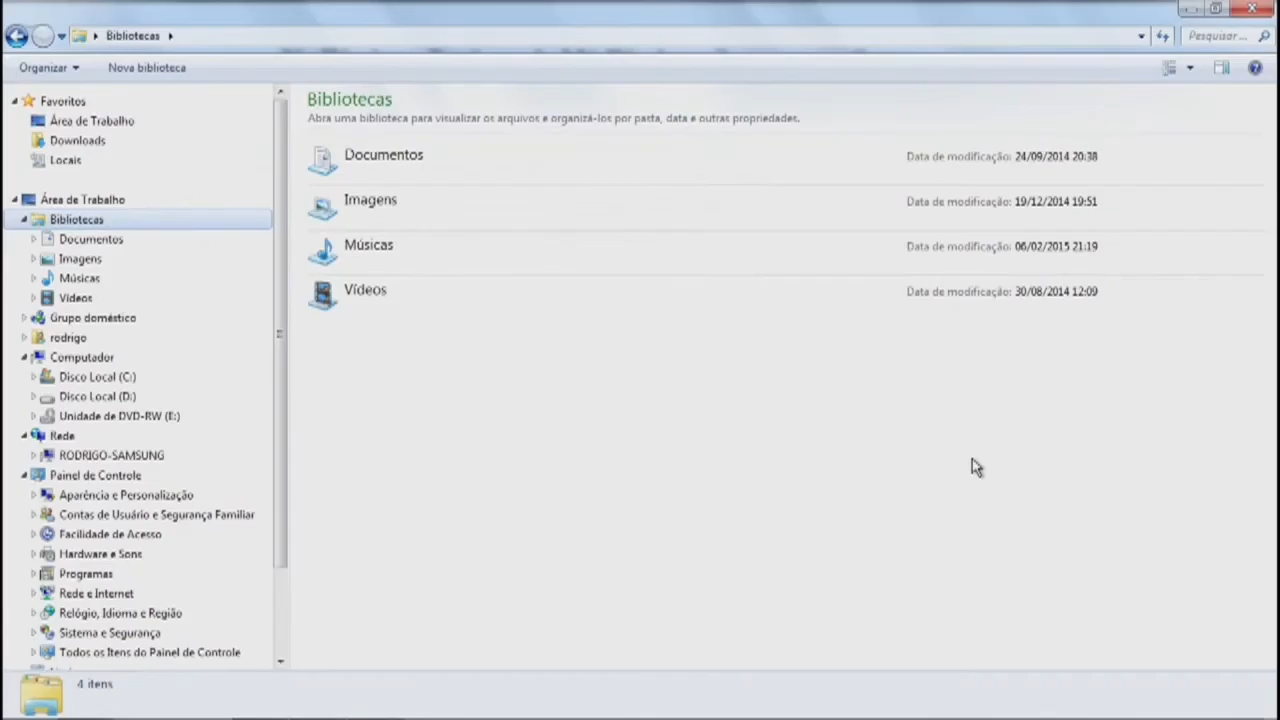 Bibliotecas
Pesquisar...
Organizar
Nova biblioteca
Favoritos
Área de Trabalho
Downloads
Locais
Área de Trabalho
Bibliotecas
Documentos
Imagens
Músicas
Vídeos
Grupo doméstico
rodrigo
Computador
Disco Local (C:)
Disco Local (D:)
Unidade de DVD-RW (E:)
Rede
RODRIGO-SAMSUNG
Painel de Controle
Aparência e Personalização
Contas de Usuário e Segurança Familiar
Facilidade de Acesso
Hardware e Sons
Programas
Rede e Internet
Relógio, Idioma e Região
Sistema e Segurança
Todos os Itens do Painel de Controle
Bibliotecas
Abra uma biblioteca para visualizar os arquivos e organizá-los por pasta, data e outras propriedades.
Documentos Data de modificação: 24/09/2014 20:38
Imagens Data de modificação: 19/12/2014 19:51
Músicas Data de modificação: 06/02/2015 21:19
Vídeos Data de modificação: 30/08/2014 12:09
4 itens